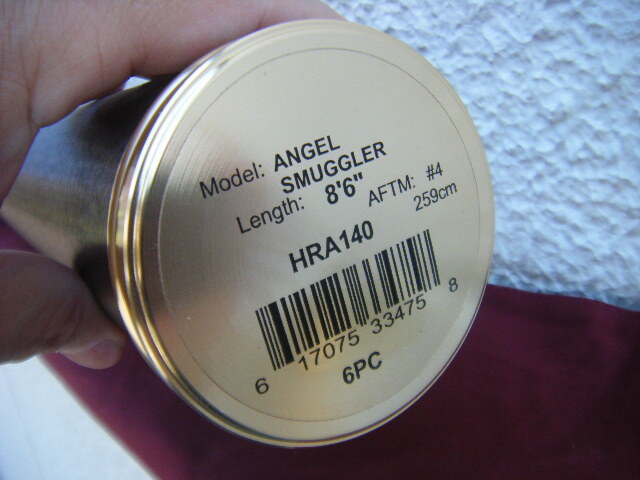 Model: ANGEL
SMUGGLER
Length: 8'6" AFTM: #4
259cm
HRA140
6 17075 33475 8
6PC